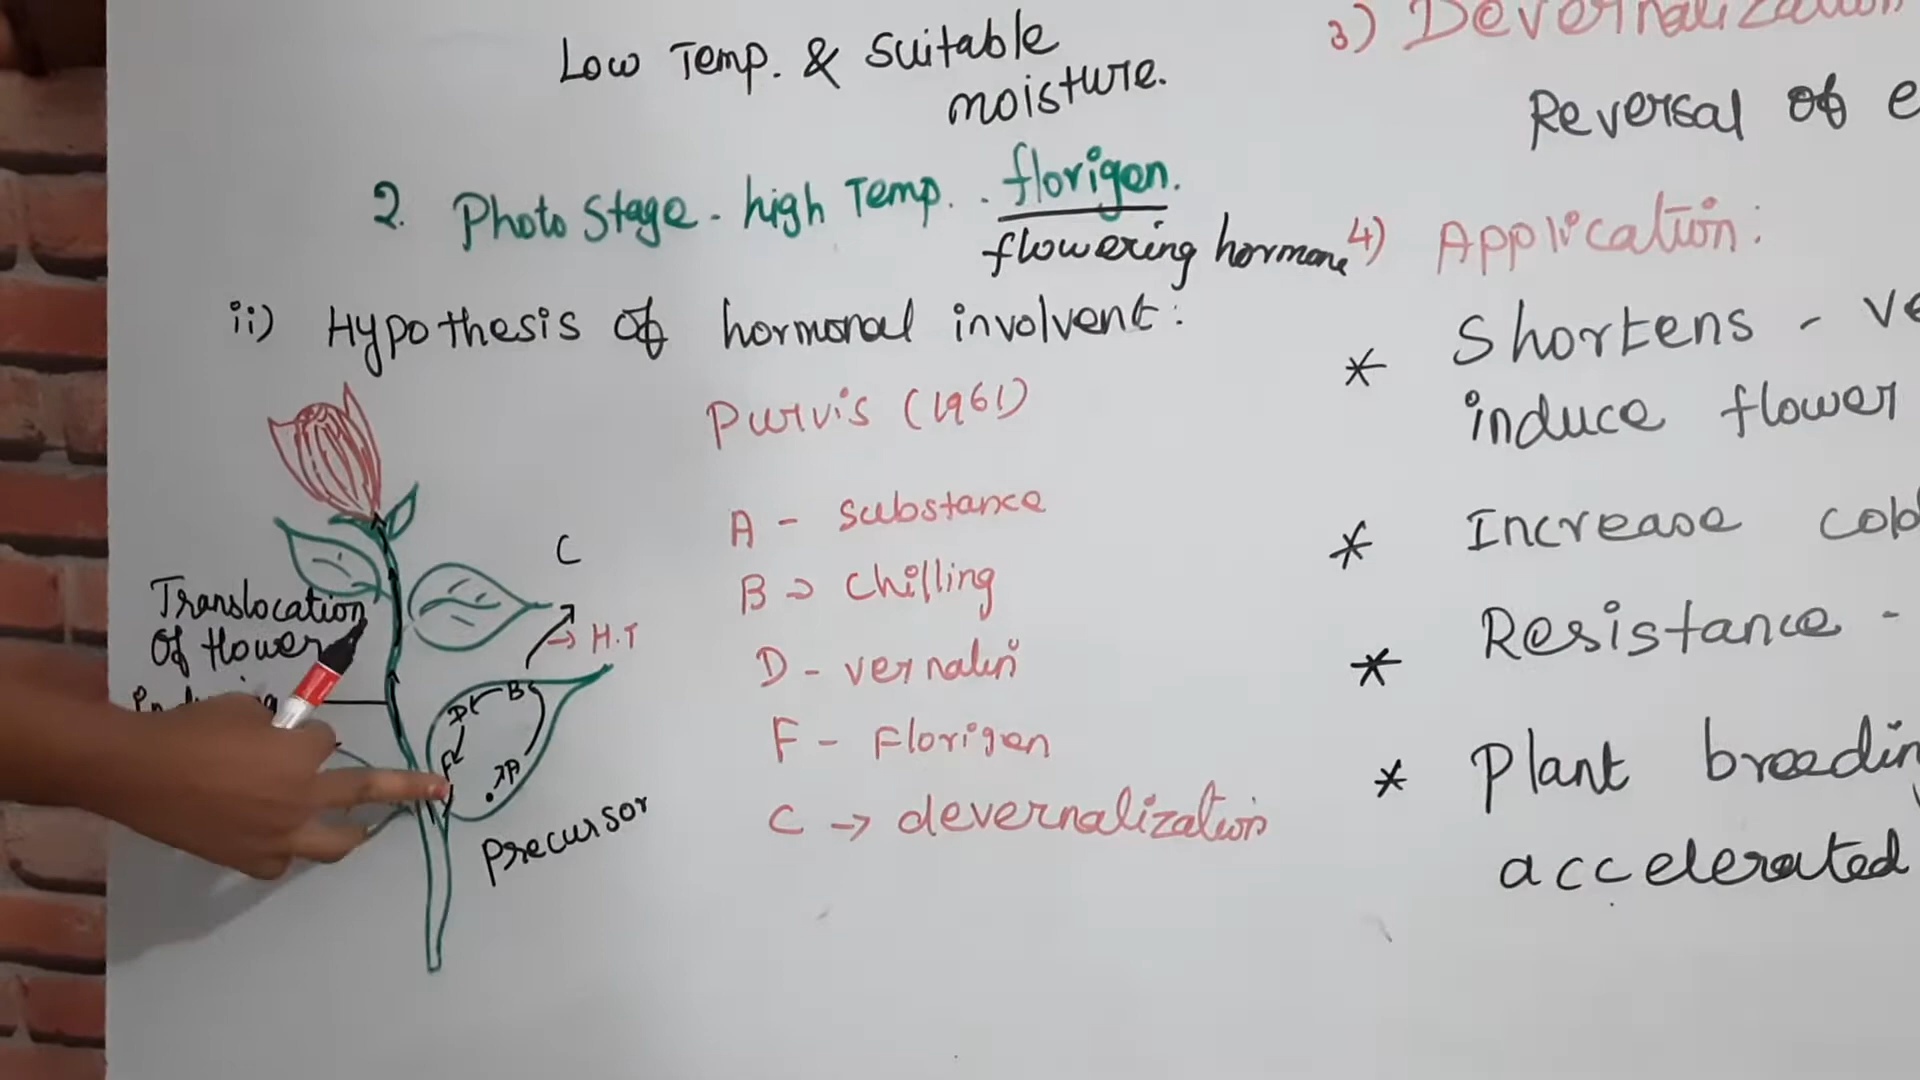 Low Temp. & suitable
moisture.
2. Photo Stage - high Temp. . florigen.
flowering hormone
ii) Hypothesis of hormonal involvent:
Purvis (1961)
A - substance
B → Chilling
D - vernalin
F - Florigen
C → devernalization
C
→ H.T
Translocation
Of flower
B
D
F
A
Precursor
3) Devernalization
Reversal of e
4) Application:
* Shortens - ve
induce flower
* Increase col
* Resistance -
* Plant breedin
accelerated